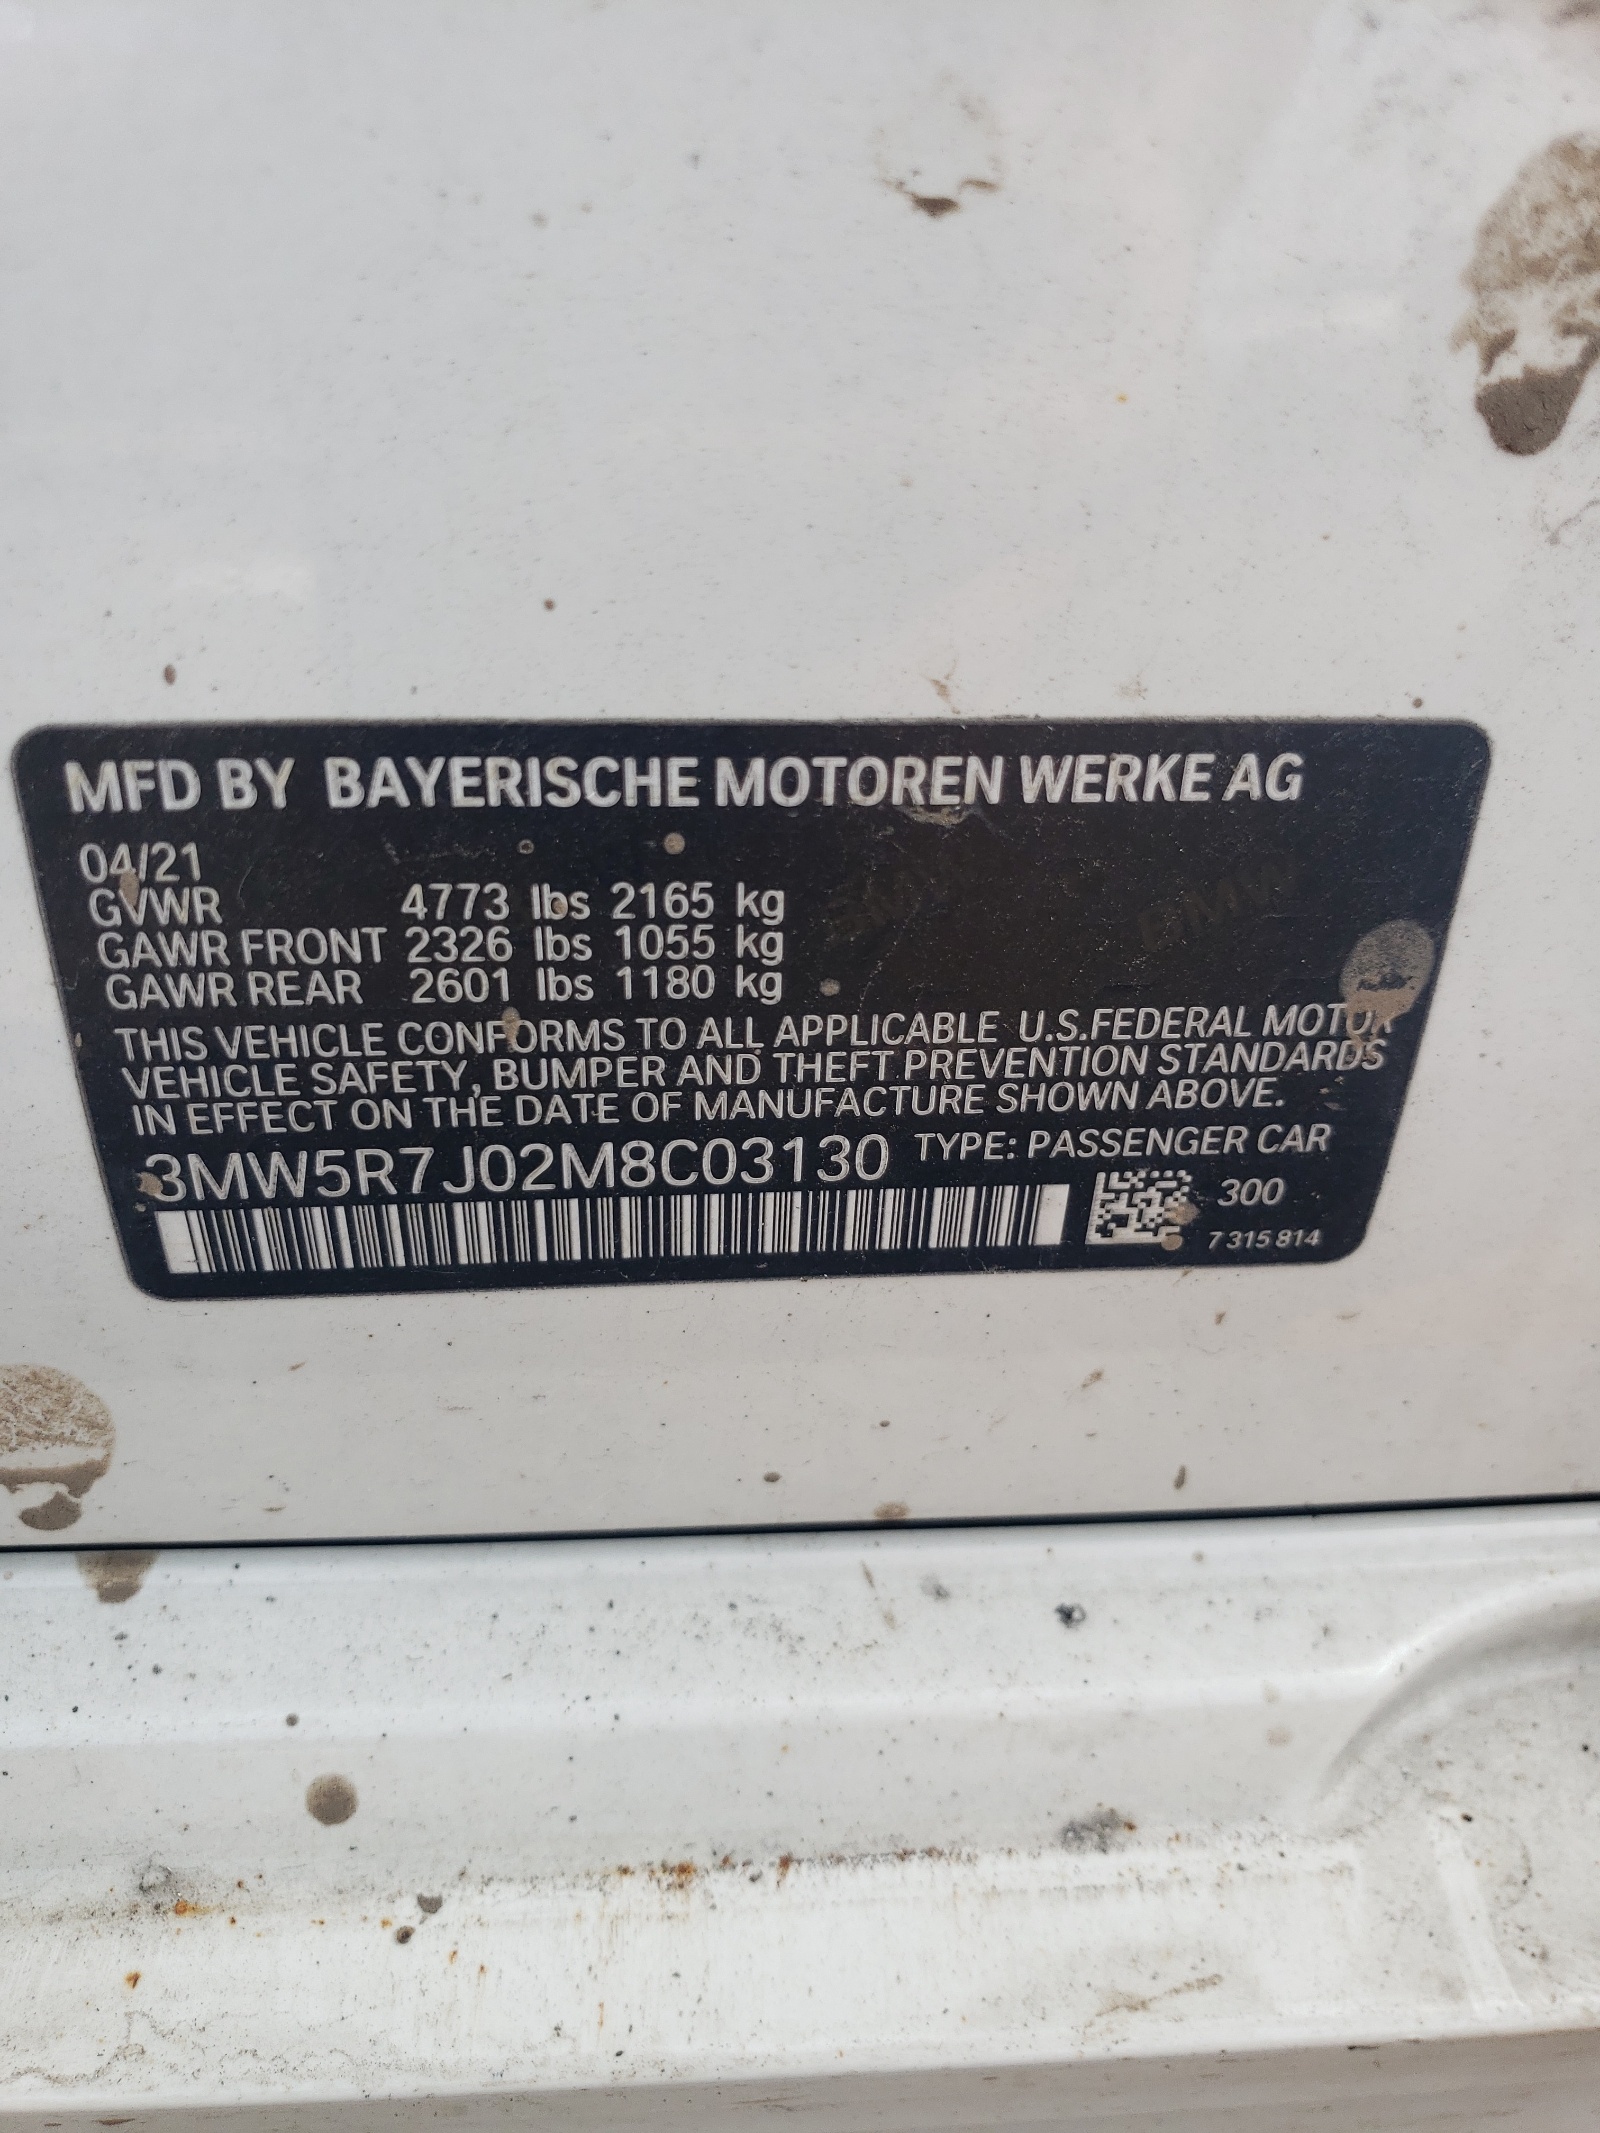 MFD BY BAYERISCHE MOTOREN WERKE AG
04/21
GVWR 4773 lbs 2165 kg
GAWR FRONT 2326 lbs 1055 kg
GAWR REAR 2601 lbs 1180 kg
THIS VEHICLE CONFORMS TO ALL APPLICABLE U.S.FEDERAL MOTOR
VEHICLE SAFETY, BUMPER AND THEFT PREVENTION STANDARDS
IN EFFECT ON THE DATE OF MANUFACTURE SHOWN ABOVE.
3MW5R7J02M8C03130 TYPE: PASSENGER CAR
300
7 315 814
BMW